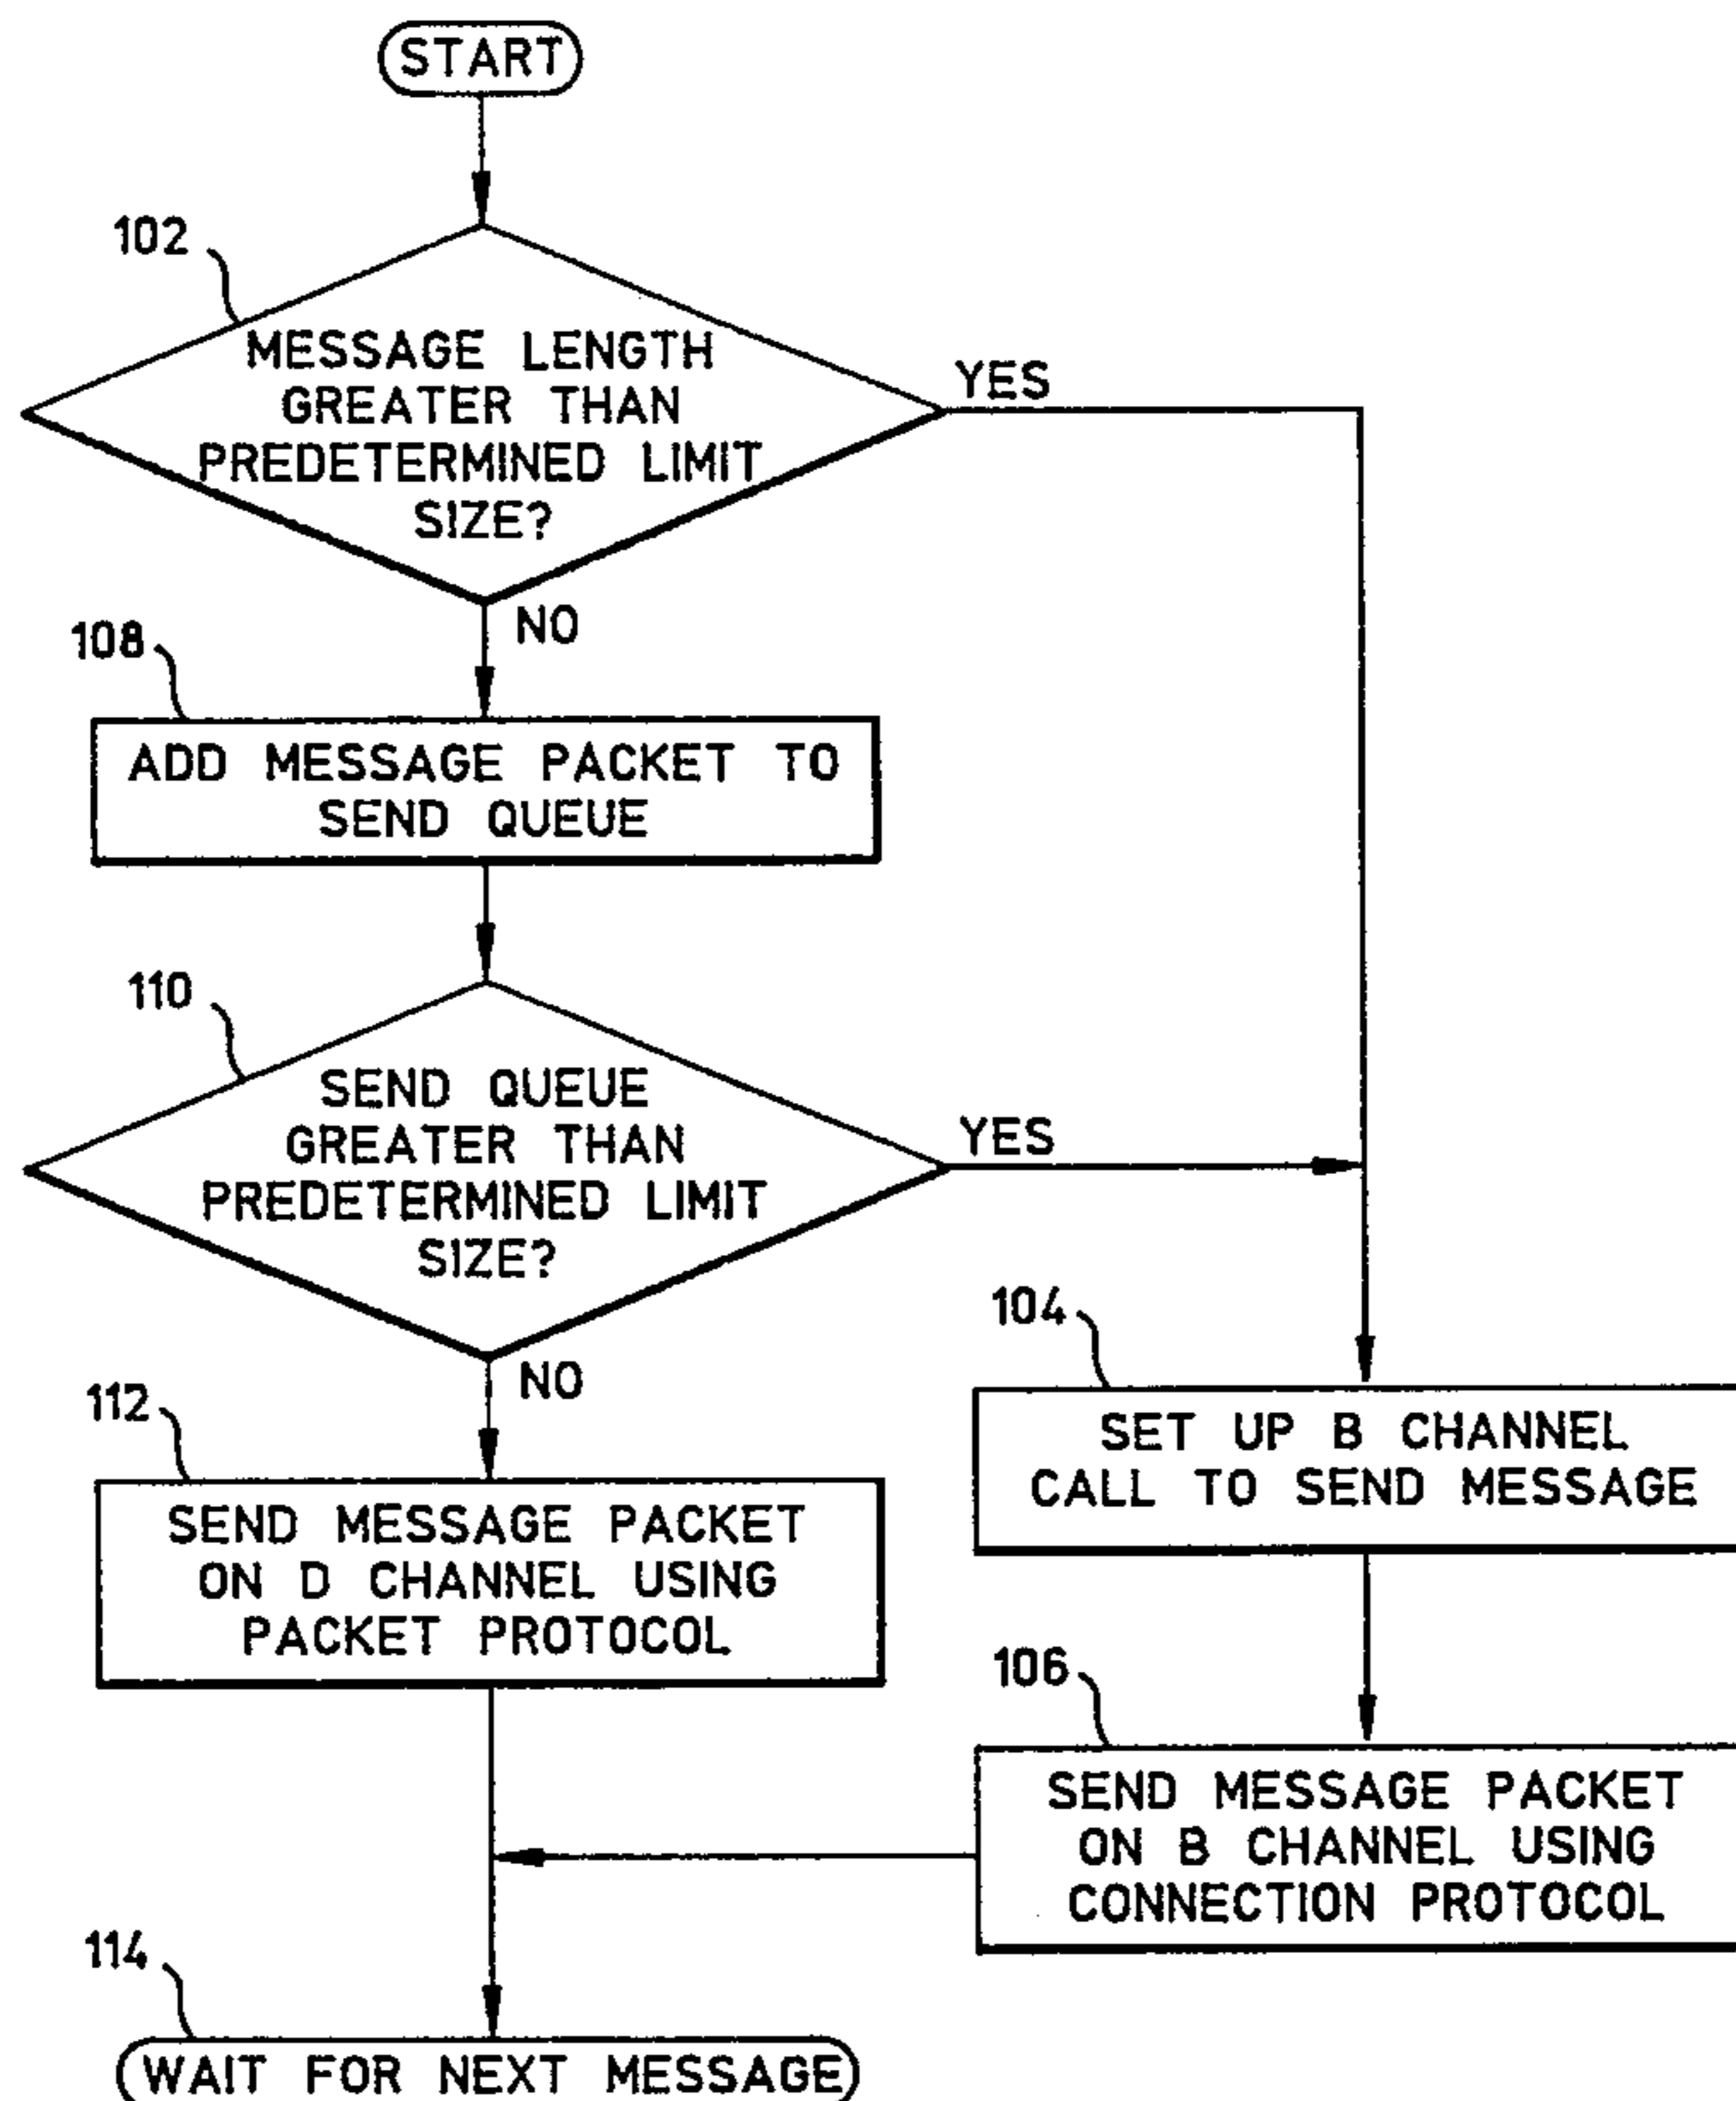 START
102
MESSAGE LENGTH
GREATER THAN
PREDETERMINED LIMIT
SIZE?
YES
NO
108
ADD MESSAGE PACKET TO
SEND QUEUE
110
SEND QUEUE
GREATER THAN
PREDETERMINED LIMIT
SIZE?
YES
NO
104
SET UP B CHANNEL
CALL TO SEND MESSAGE
112
SEND MESSAGE PACKET
ON D CHANNEL USING
PACKET PROTOCOL
106
SEND MESSAGE PACKET
ON B CHANNEL USING
CONNECTION PROTOCOL
114
WAIT FOR NEXT MESSAGE